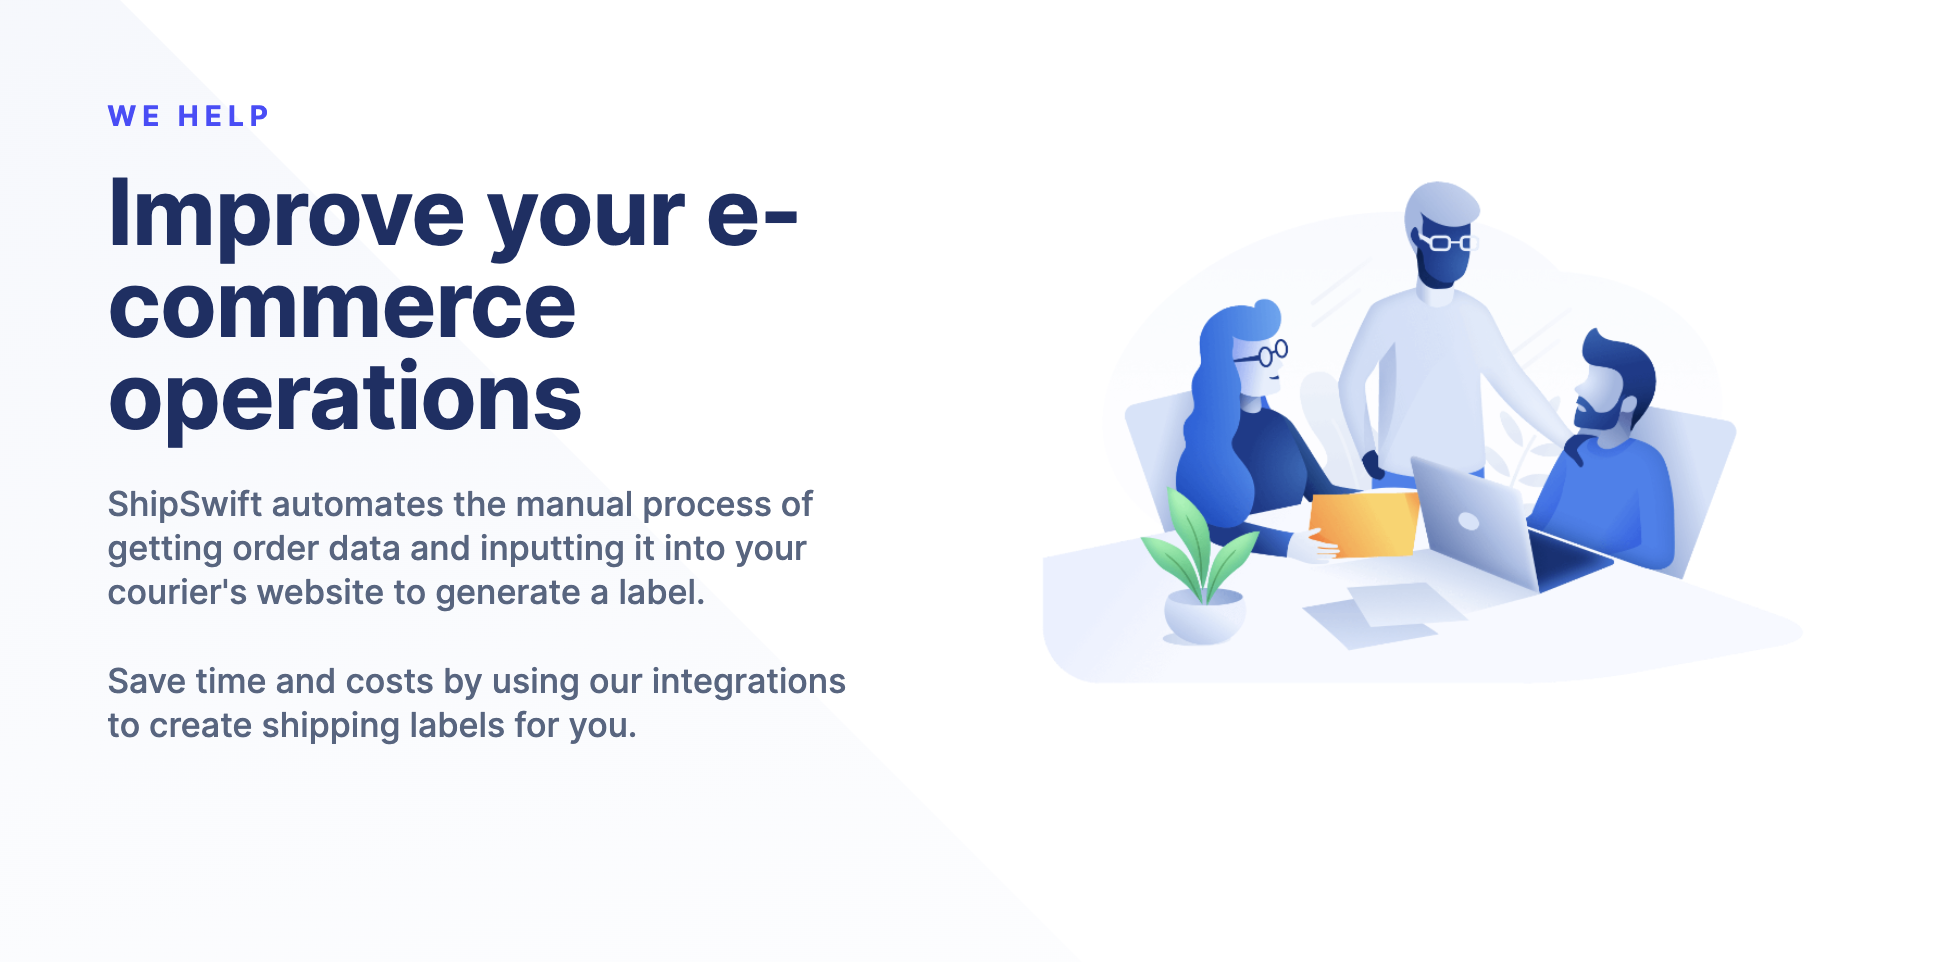 WE HELP
Improve your e-
commerce
operations
ShipSwift automates the manual process of
getting order data and inputting it into your
courier's website to generate a label.
Save time and costs by using our integrations
to create shipping labels for you.